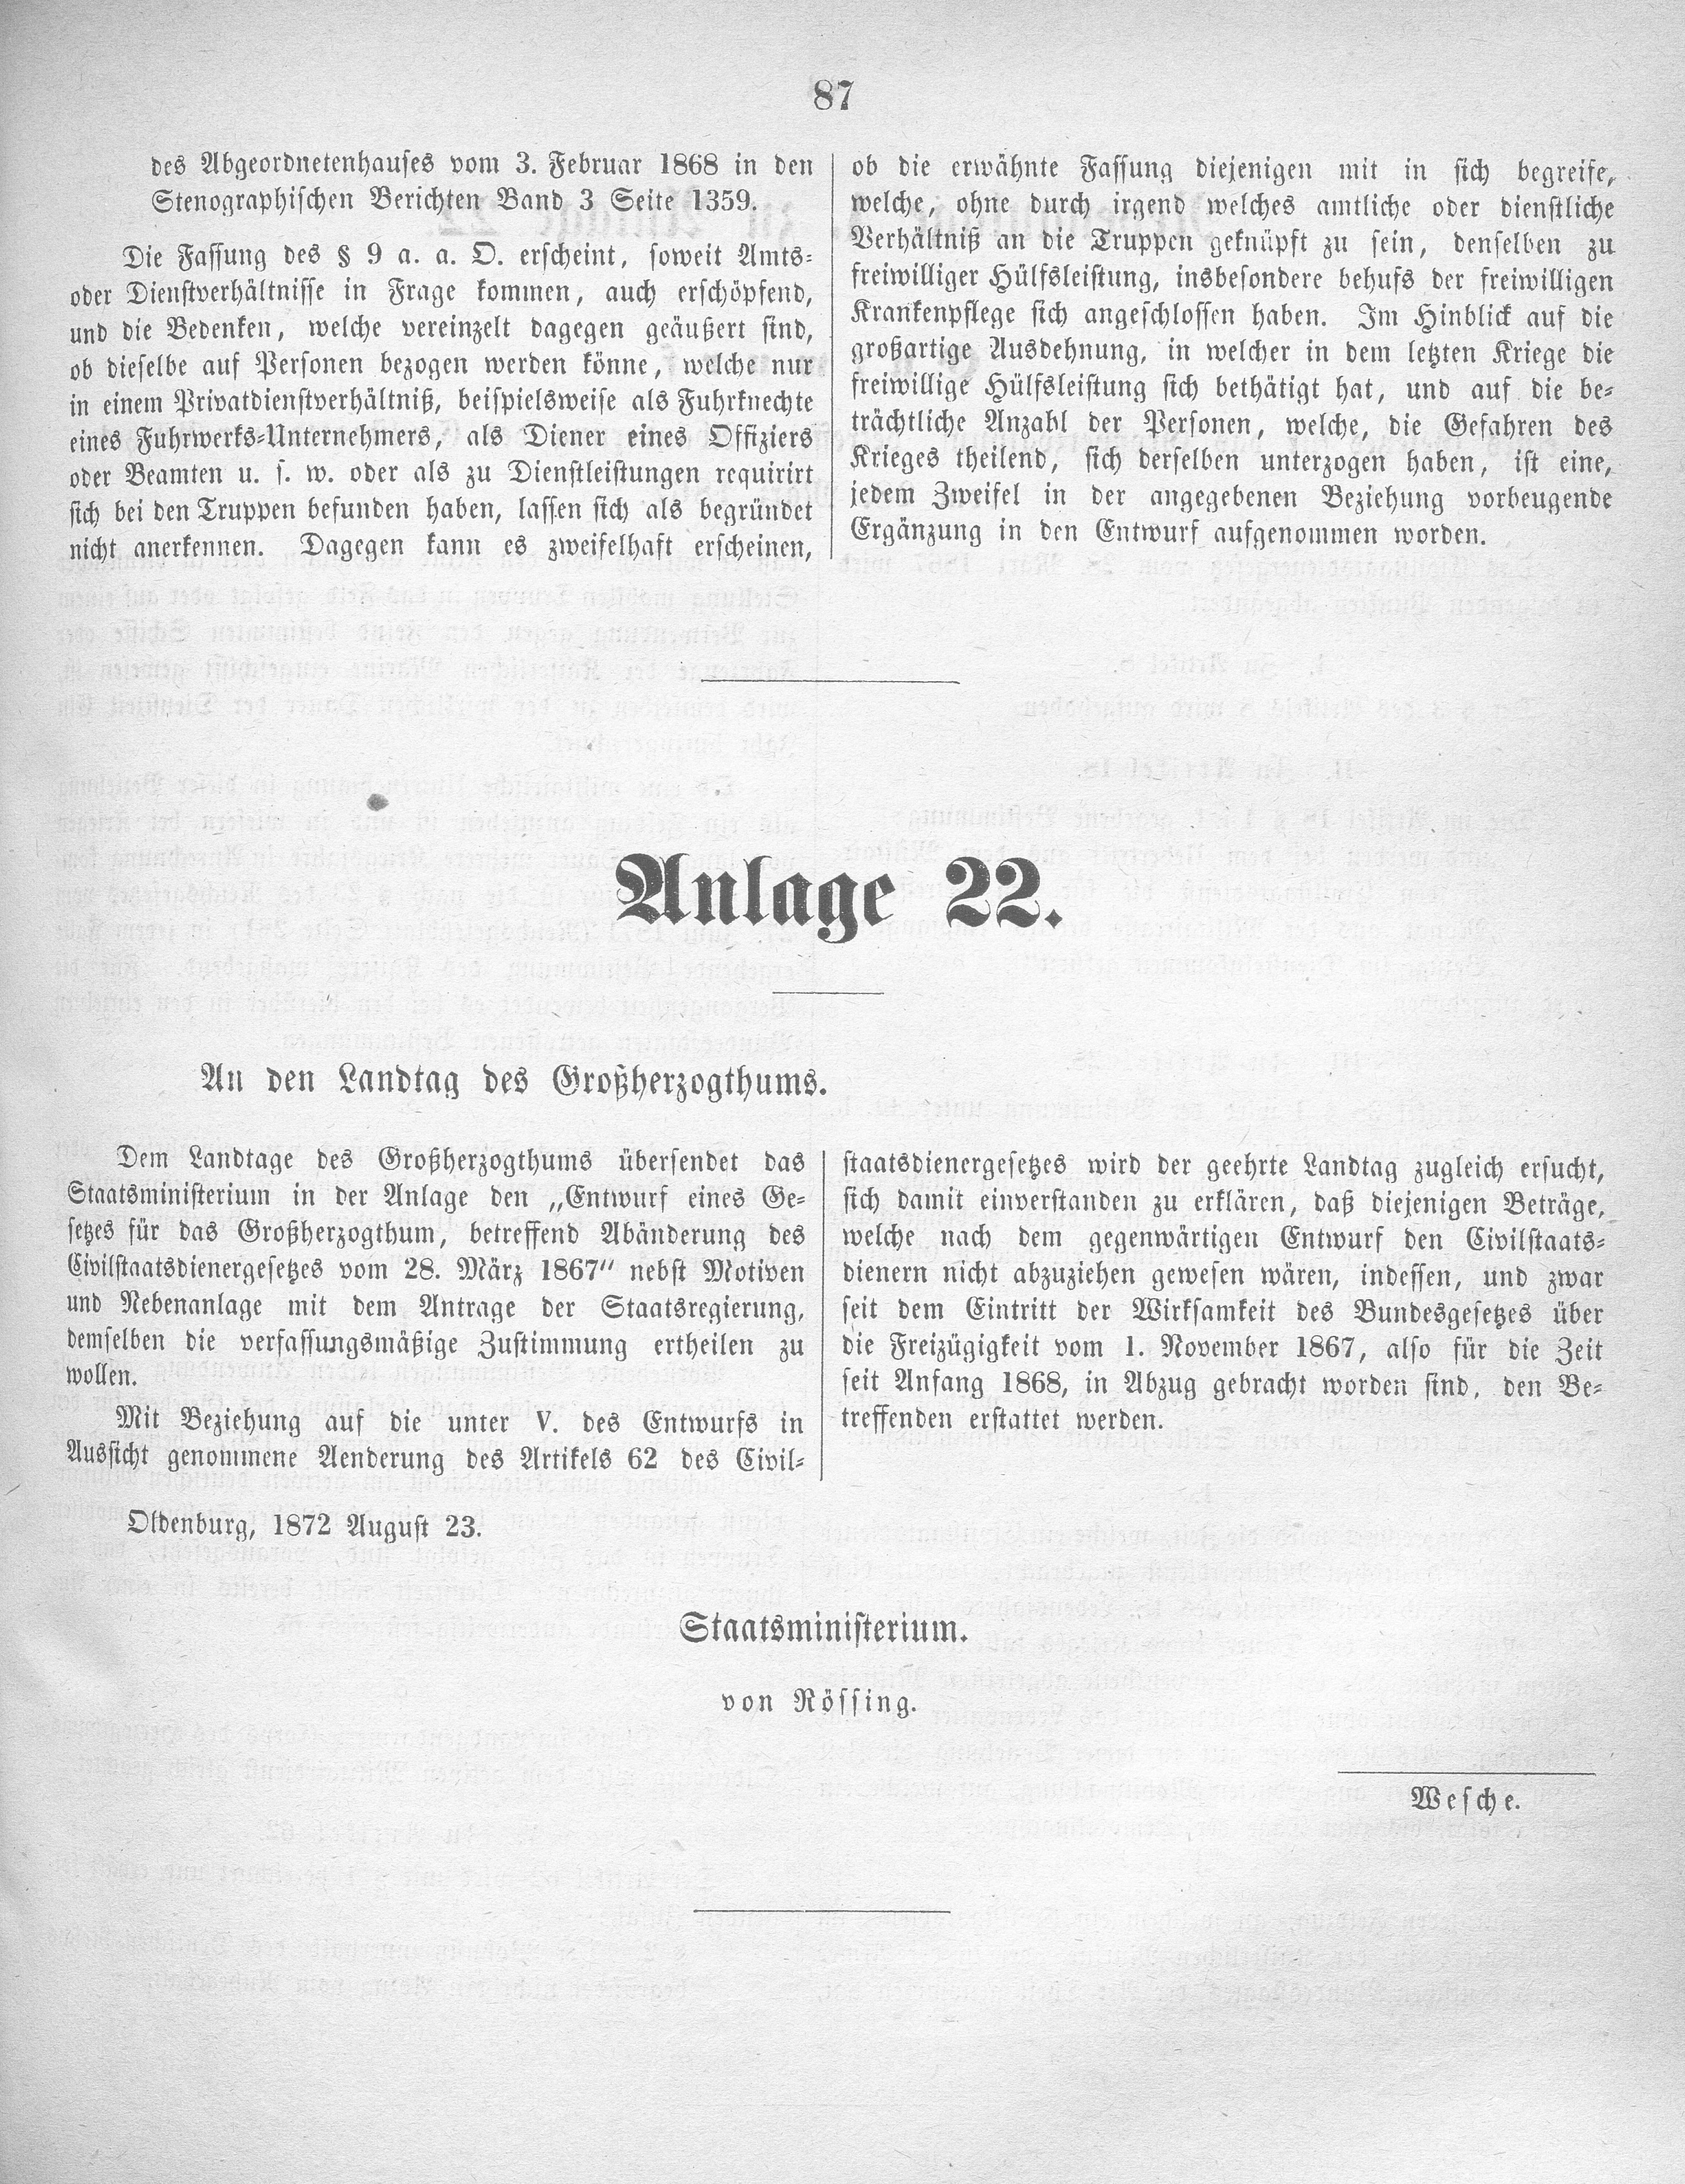 87
des Abgeordnetenhauses vom 3. Februar 1868 in den
Stenographischen Berichten Band 3 Seite 1359.
Die Fassung des § 9 a. a. O. erscheint, soweit Amts-
oder Dienstverhältnisse in Frage kommen, auch erschöpfend,
und die Bedenken, welche vereinzelt dagegen geäußert sind,
ob dieselbe auf Personen bezogen werden könne, welche nur
in einem Privatdienstverhältniß, beispielsweise als Fuhrknechte
eines Fuhrwerks-Unternehmers, als Diener eines Offiziers
oder Beamten u. s. w. oder als zu Dienstleistungen requirirt
sich bei den Truppen befunden haben, lassen sich als begründet
nicht anerkennen. Dagegen kann es zweifelhaft erscheinen,
ob die erwähnte Fassung diejenigen mit in sich begreife,
welche, ohne durch irgend welches amtliche oder dienstliche
Verhältniß an die Truppen geknüpft zu sein, denselben zu
freiwilliger Hülfsleistung, insbesondere behufs der freiwilligen
Krankenpflege sich angeschlossen haben. Im Hinblick auf die
großartige Ausdehnung, in welcher in dem letzten Kriege die
freiwillige Hülfsleistung sich bethätigt hat, und auf die be-
trächtliche Anzahl der Personen, welche, die Gefahren des
Krieges theilend, sich derselben unterzogen haben, ist eine,
jedem Zweifel in der angegebenen Beziehung vorbeugende
Ergänzung in den Entwurf aufgenommen worden.
Anlage 22.
An den Landtag des Großherzogthums.
Dem Landtage des Großherzogthums übersendet das
Staatsministerium in der Anlage den „Entwurf eines Ge-
setzes für das Großherzogthum, betreffend Abänderung des
Civilstaatsdienergesetzes vom 28. März 1867" nebst Motiven
und Nebenanlage mit dem Antrage der Staatsregierung,
demselben die verfassungsmäßige Zustimmung ertheilen zu
wollen.
Mit Beziehung auf die unter V. des Entwurfs in
Aussicht genommene Aenderung des Artikels 62 des Civil-
staatsdienergesetzes wird der geehrte Landtag zugleich ersucht,
sich damit einverstanden zu erklären, daß diejenigen Beträge,
welche nach dem gegenwärtigen Entwurf den Civilstaats-
dienern nicht abzuziehen gewesen wären, indessen, und zwar
seit dem Eintritt der Wirksamkeit des Bundesgesetzes über
die Freizügigkeit vom 1. November 1867, also für die Zeit
seit Anfang 1868, in Abzug gebracht worden sind, den Be-
treffenden erstattet werden.
Oldenburg, 1872 August 23.
Staatsministerium.
von Rössing.
Wesche.